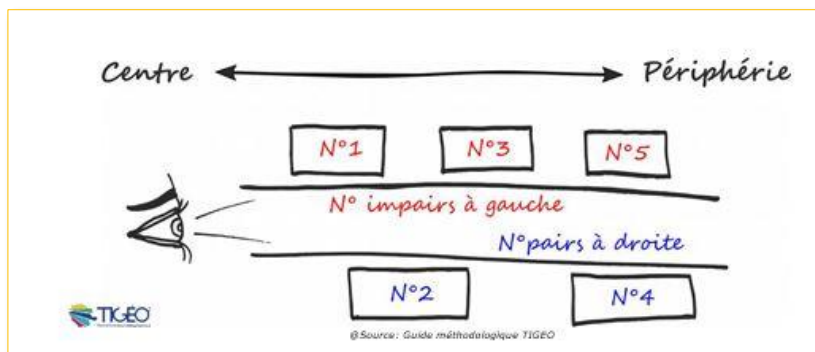 Centre Périphérie
N°1 N°3 N°5
N° impairs à gauche
N°pairs à droite
N°2 N°4
TIGEO
@Source: Guide méthodologique TIGEO